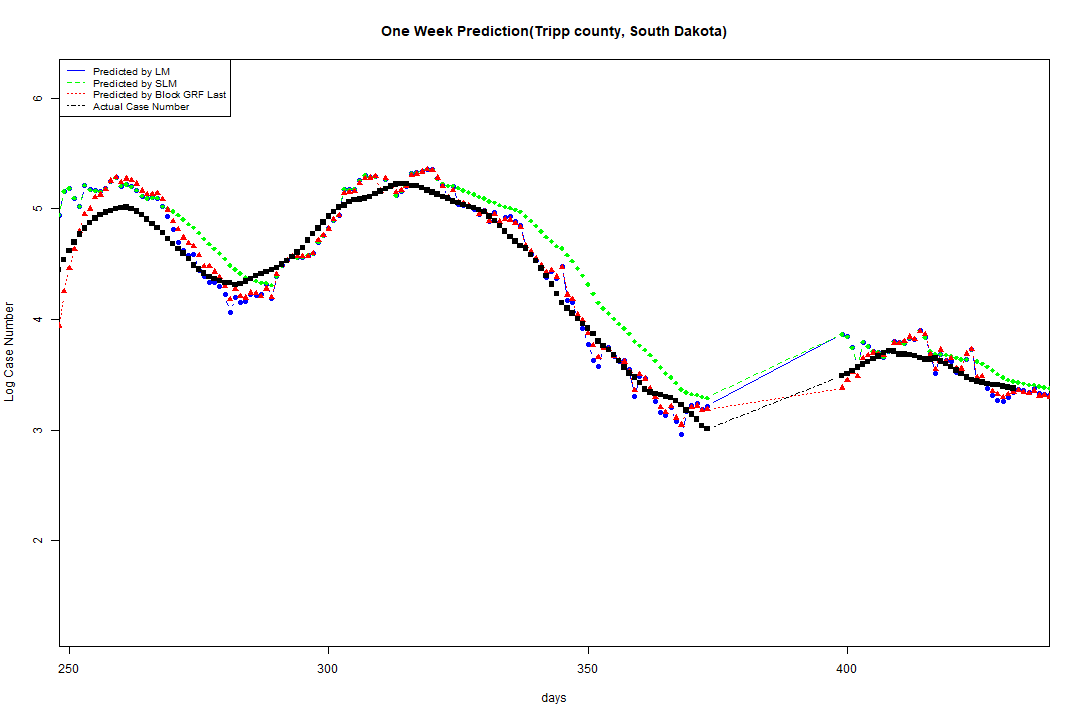 One Week Prediction(Tripp county, South Dakota)
Predicted by LM
Predicted by SLM
Predicted by Block GRF Last
Actual Case Number
6
5
4
3
2
Log Case Number
250 300 350 400
days